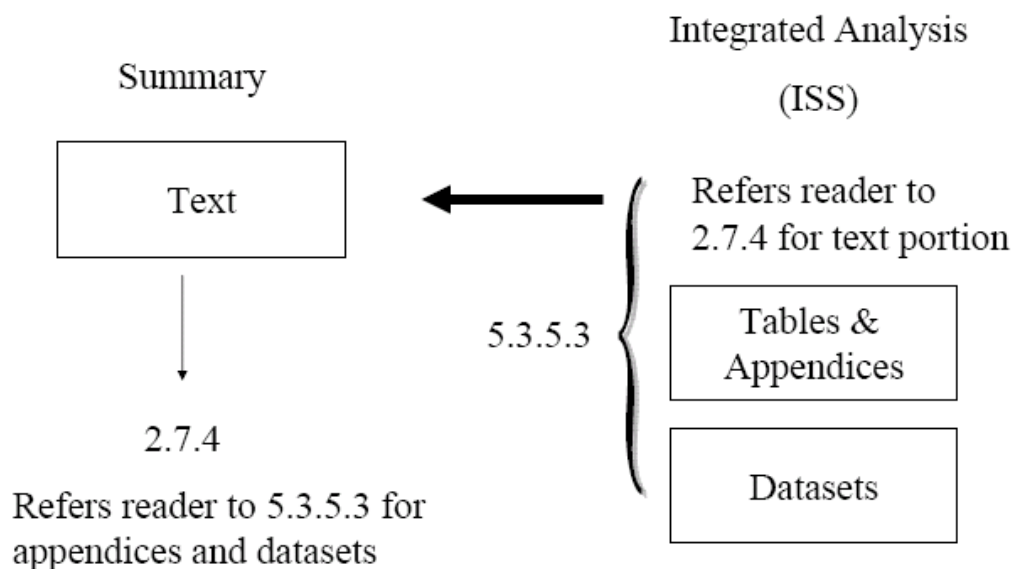 Summary
Text
2.7.4
Refers reader to 5.3.5.3 for
appendices and datasets
Integrated Analysis
(ISS)
5.3.5.3
Refers reader to
2.7.4 for text portion
Tables &
Appendices
Datasets